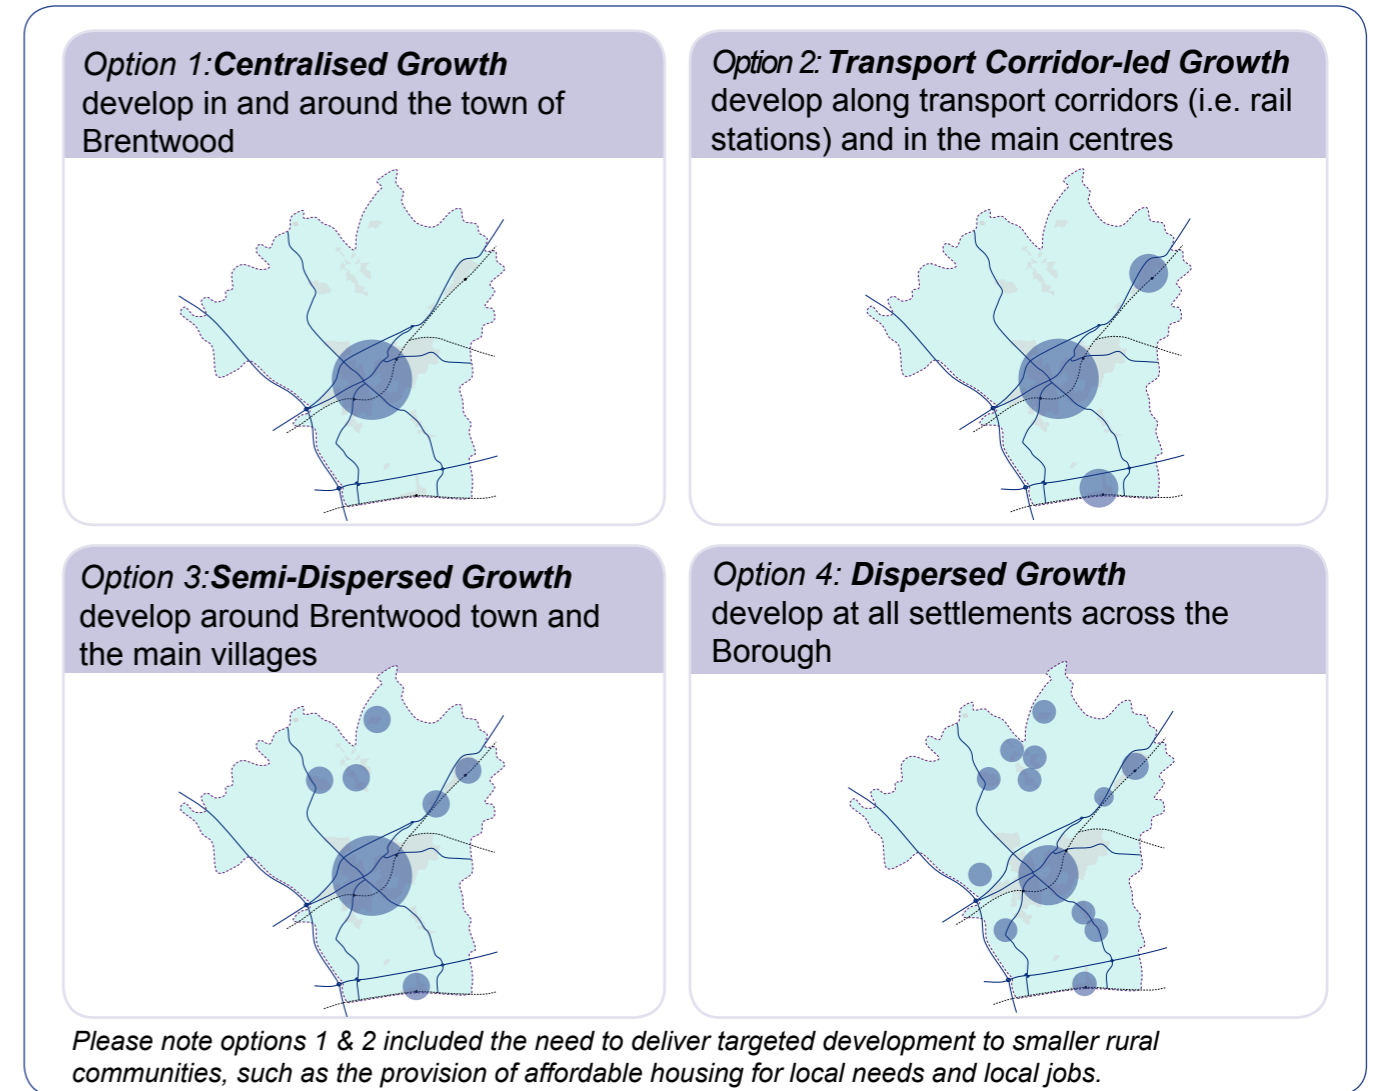 Option 1:Centralised Growth
develop in and around the town of
Brentwood
Option 2: Transport Corridor-led Growth
develop along transport corridors (i.e. rail
stations) and in the main centres
Option 3:Semi-Dispersed Growth
develop around Brentwood town and
the main villages
Option 4: Dispersed Growth
develop at all settlements across the
Borough
Please note options 1 & 2 included the need to deliver targeted development to smaller rural
communities, such as the provision of affordable housing for local needs and local jobs.